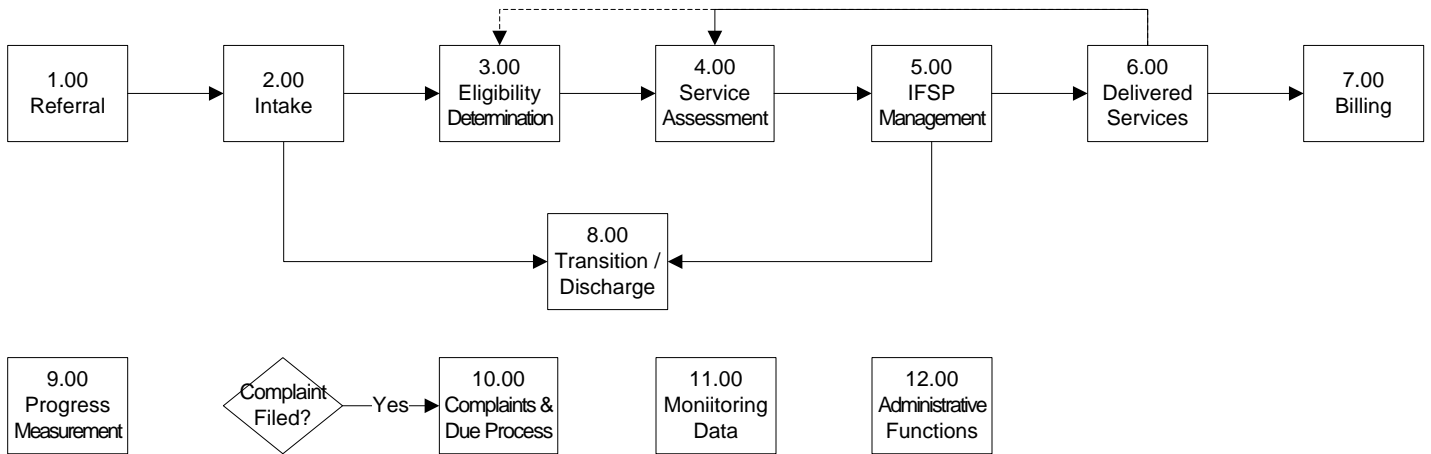 1.00
Referral
2.00
Intake
3.00
Eligibility
Determination
4.00
Service
Assessment
5.00
IFSP
Management
6.00
Delivered
Services
7.00
Billing
8.00
Transition /
Discharge
9.00
Progress
Measurement
Complaint
Filed?
Yes
10.00
Complaints &
Due Process
11.00
Moniitoring
Data
12.00
Administrative
Functions